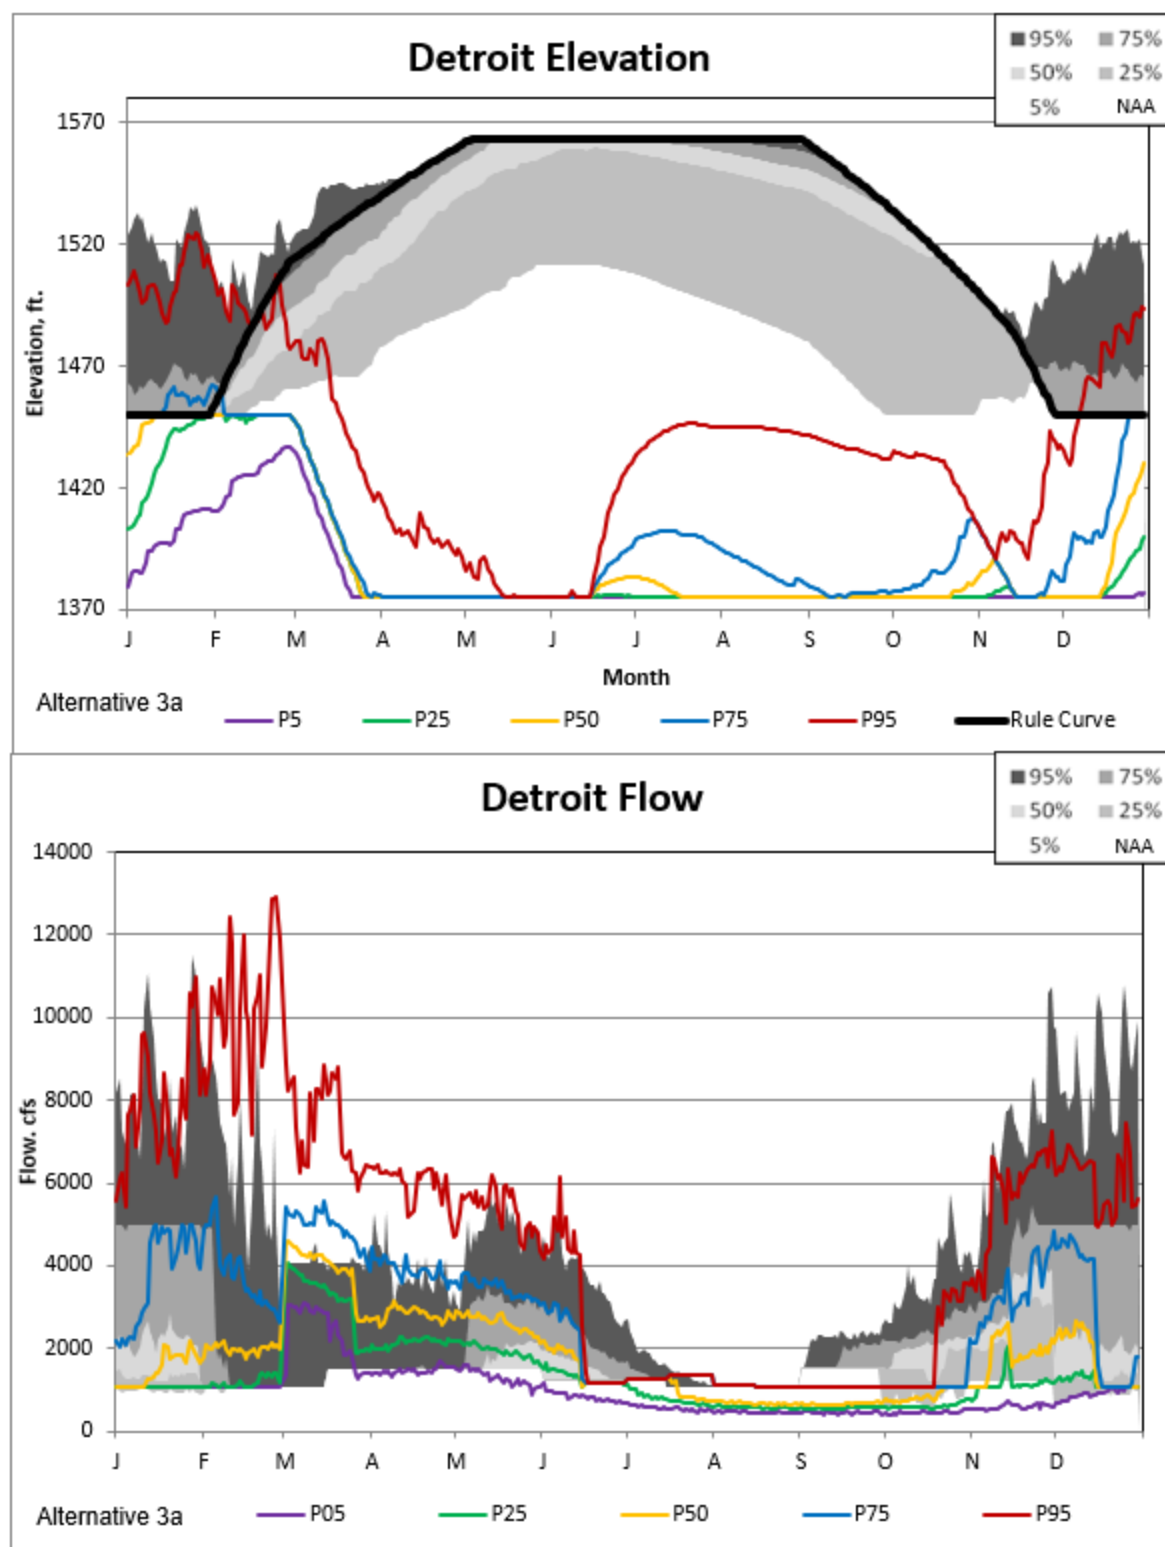 Detroit Elevation
95% 75%
50% 25%
5% NAA
1570
1520
1470
1420
1370
Elevation, ft.
J F M A M J J A S O N D
Month
Alternative 3a
P5 P25 P50 P75 P95 Rule Curve
Detroit Flow
95% 75%
50% 25%
5% NAA
14000
12000
10000
8000
6000
4000
2000
0
Flow. cfs
J F M A M J J A S O N D
Alternative 3a
P05 P25 P50 P75 P95